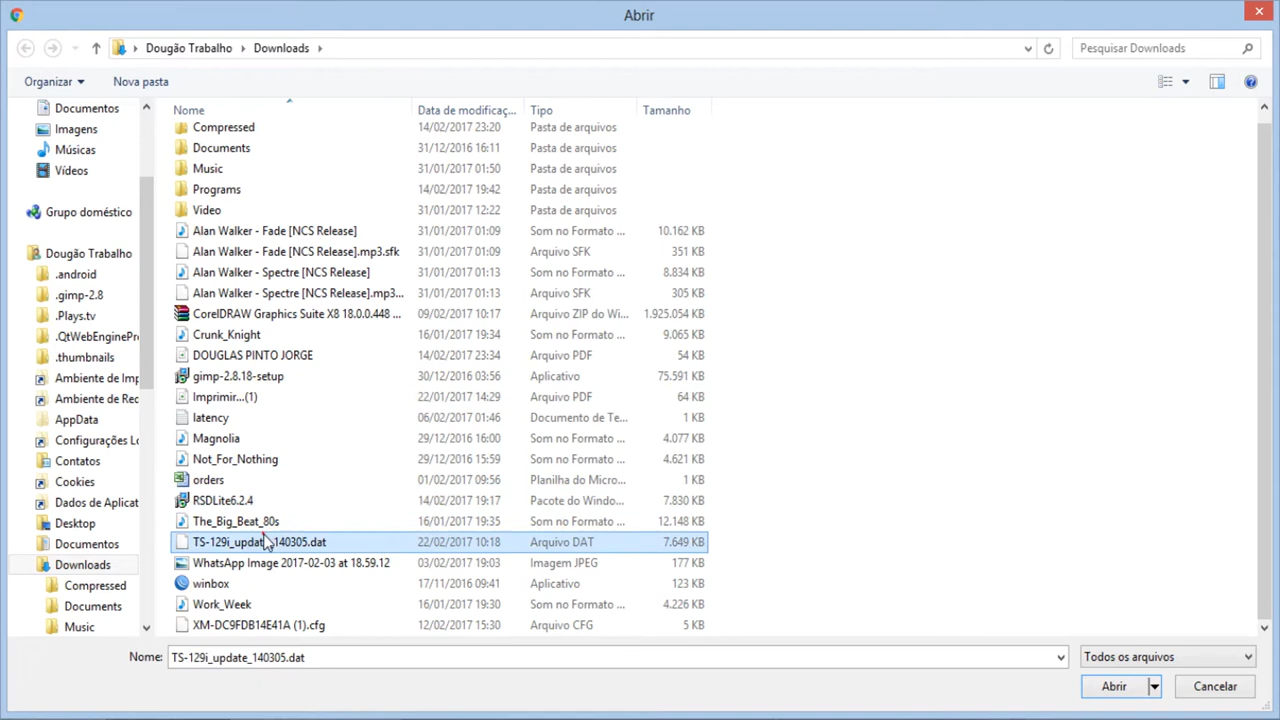 Abrir
Dougão Trabalho
Downloads
Pesquisar Downloads
Organizar
Nova pasta
Documentos
Imagens
Músicas
Vídeos
Grupo doméstico
Dougão Trabalho
.android
.gimp-2.8
.Plays.tv
.QtWebEnginePro
.thumbnails
Ambiente de Imp
Ambiente de Red
AppData
Configurações Lo
Contatos
Cookies
Dados de Aplicat
Desktop
Documentos
Downloads
Compressed
Documents
Music
Nome Data de modificaç... Tipo Tamanho
Compressed 14/02/2017 23:20 Pasta de arquivos
Documents 31/12/2016 16:11 Pasta de arquivos
Music 31/01/2017 01:50 Pasta de arquivos
Programs 14/02/2017 19:42 Pasta de arquivos
Video 31/01/2017 12:22 Pasta de arquivos
Alan Walker - Fade [NCS Release] 31/01/2017 01:09 Som no Formato ... 10.162 KB
Alan Walker - Fade [NCS Release].mp3.sfk 31/01/2017 01:09 Arquivo SFK 351 KB
Alan Walker - Spectre [NCS Release] 31/01/2017 01:13 Som no Formato ... 8.834 KB
Alan Walker - Spectre [NCS Release].mp3... 31/01/2017 01:13 Arquivo SFK 305 KB
CorelDRAW Graphics Suite X8 18.0.0.448 ... 09/02/2017 10:17 Arquivo ZIP do Wi... 1.925.054 KB
Crunk_Knight 16/01/2017 19:34 Som no Formato ... 9.065 KB
DOUGLAS PINTO JORGE 14/02/2017 23:34 Arquivo PDF 54 KB
gimp-2.8.18-setup 30/12/2016 03:56 Aplicativo 75.591 KB
Imprimir...(1) 22/01/2017 14:29 Arquivo PDF 64 KB
latency 06/02/2017 01:46 Documento de Te... 1 KB
Magnolia 29/12/2016 16:00 Som no Formato ... 4.077 KB
Not_For_Nothing 29/12/2016 15:59 Som no Formato ... 4.621 KB
orders 01/02/2017 09:56 Planilha do Micro... 1 KB
RSDLite6.2.4 14/02/2017 19:17 Pacote do Windo... 7.830 KB
The_Big_Beat_80s 16/01/2017 19:35 Som no Formato ... 12.148 KB
TS-129i_update_140305.dat 22/02/2017 10:18 Arquivo DAT 7.649 KB
WhatsApp Image 2017-02-03 at 18.59.12 03/02/2017 19:03 Imagem JPEG 177 KB
winbox 17/11/2016 09:41 Aplicativo 123 KB
Work_Week 16/01/2017 19:30 Som no Formato ... 4.226 KB
XM-DC9FDB14E41A (1).cfg 12/02/2017 15:30 Arquivo CFG 5 KB
Nome: TS-129i_update_140305.dat Todos os arquivos
Abrir Cancelar